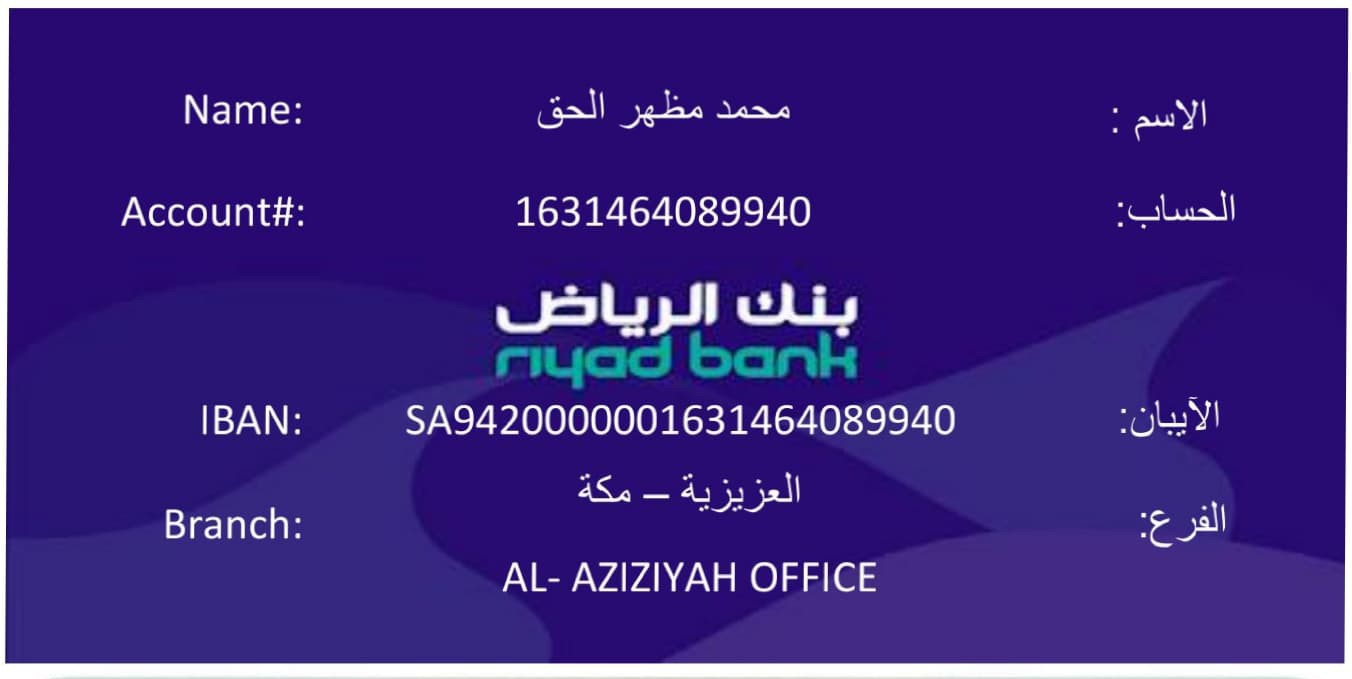 Name: محمد مظهر الحق الاسم :
Account#: 1631464089940 الحساب:
بنك الرياض
riyad bank
IBAN: SA9420000001631464089940 الآيبان:
العزيزية – مكة
Branch: الفرع:
AL- AZIZIYAH OFFICE